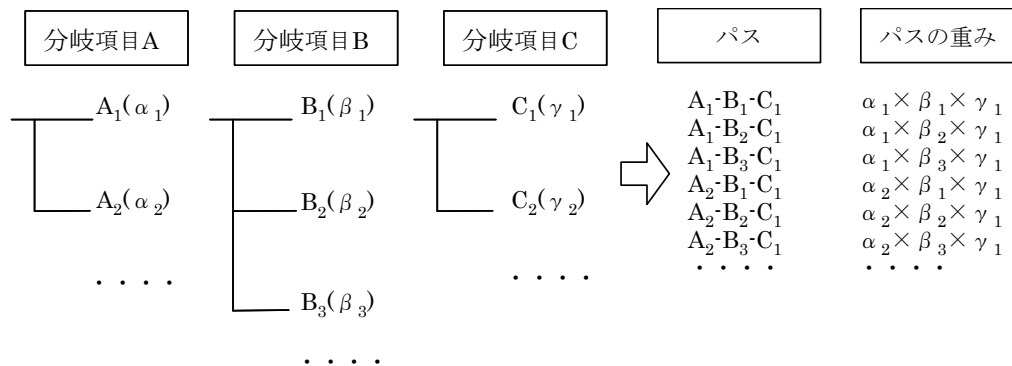 分岐項目A 分岐項目B 分岐項目C パス パスの重み
A₁(α₁) B₁(β₁) C₁(γ₁) A₁-B₁-C₁ α₁×β₁×γ₁
A₁-B₂-C₁ α₁×β₂×γ₁
A₁-B₃-C₁ α₁×β₃×γ₁
A₂-B₁-C₁ α₂×β₁×γ₁
A₂(α₂) B₂(β₂) C₂(γ₂) A₂-B₂-C₁ α₂×β₂×γ₁
A₂-B₃-C₁ α₂×β₃×γ₁
・・・・ ・・・・
・・・・ ・・・・
B₃(β₃)
・・・・